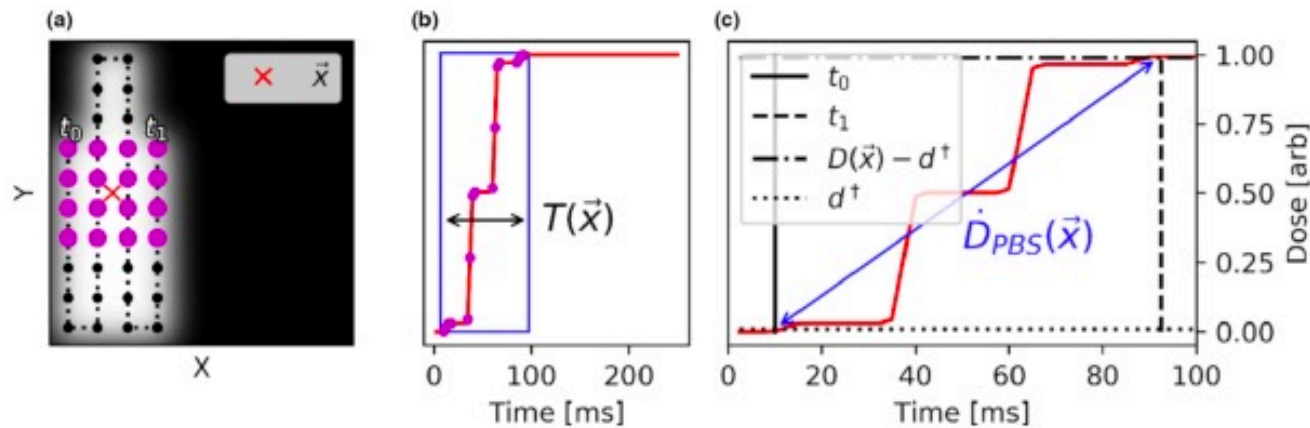 (a)
x⃗
t₀
t₁
Y
X
(b)
T(x⃗)
0
100
200
Time [ms]
(c)
t₀
t₁
D(x⃗) − d†
d†
Ḋ_PBS(x⃗)
1.00
0.75
0.50
0.25
0.00
Dose [arb]
0
20
40
60
80
100
Time [ms]